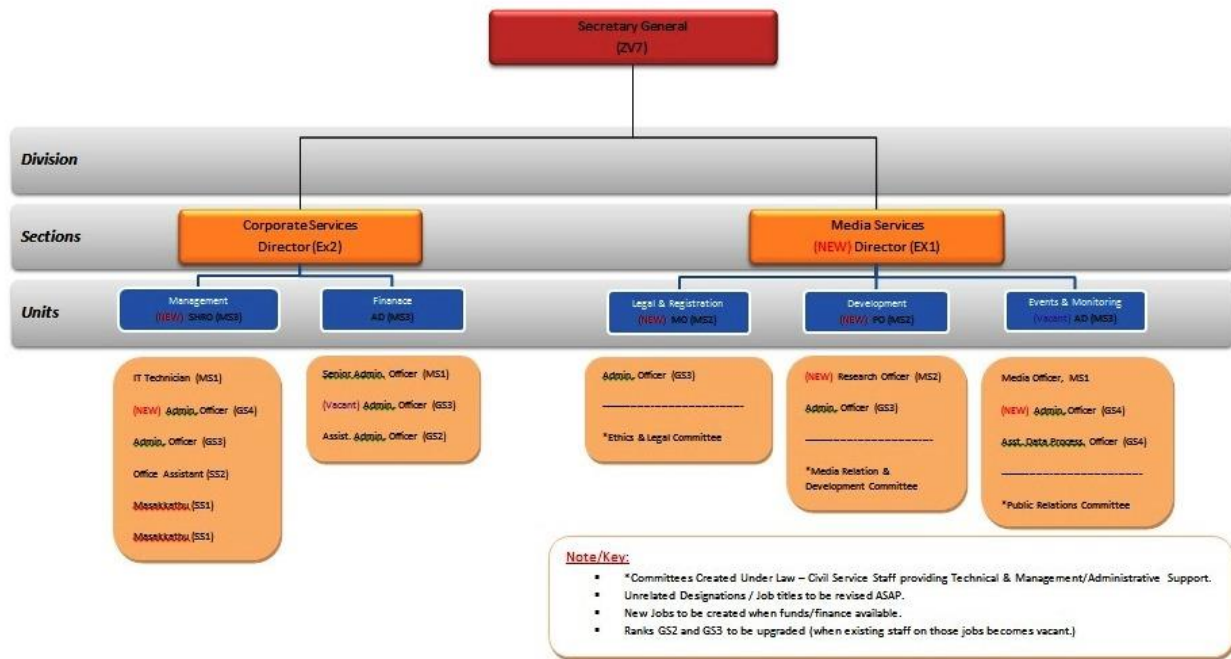 Secretary General
(ZV7)
Division
Sections
Corporate Services
Director (Ex2)
Media Services
(NEW) Director (EX1)
Units
Management
(NEW) SHRO (MS3)
Finanace
AD (MS3)
Legal & Registration
(NEW) MO (MS2)
Development
(NEW) PO (MS2)
Events & Monitoring
(Vacant) AD (MS3)
IT Technician (MS1)
(NEW) Admin, Officer (GS4)
Admin, Officer (GS3)
Office Assistant (SS2)
Masakkathu (SS1)
Masakkathu (SS1)
Senior Admin, Officer (MS1)
(Vacant) Admin, Officer (GS3)
Assist. Admin, Officer (GS2)
Admin, Officer (GS3)
*Ethics & Legal Committee
(NEW) Research Officer (MS2)
Admin, Officer (GS3)
*Media Relation &
Development Committee
Media Officer, MS1
(NEW) Admin, Officer (GS4)
Asst. Data Process, Officer (GS4)
*Public Relations Committee
Note/Key:
*Committees Created Under Law – Civil Service Staff providing Technical & Management/Administrative Support.
Unrelated Designations / Job titles to be revised ASAP.
New Jobs to be created when funds/finance available.
Ranks GS2 and GS3 to be upgraded (when existing staff on those jobs becomes vacant.)